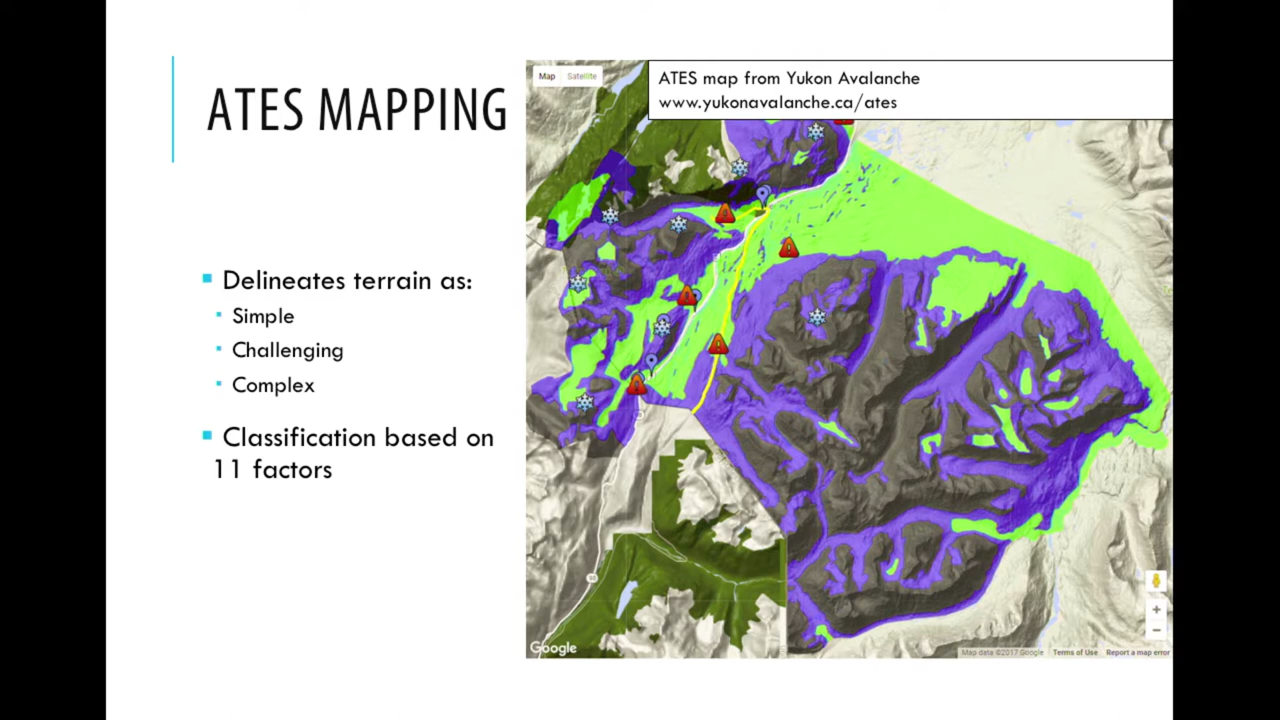 ATES MAPPING
Map Satellite
ATES map from Yukon Avalanche
www.yukonavalanche.ca/ates
Delineates terrain as:
Simple
Challenging
Complex
Classification based on
11 factors
Google
Map data ©2017 Google Terms of Use Report a map error